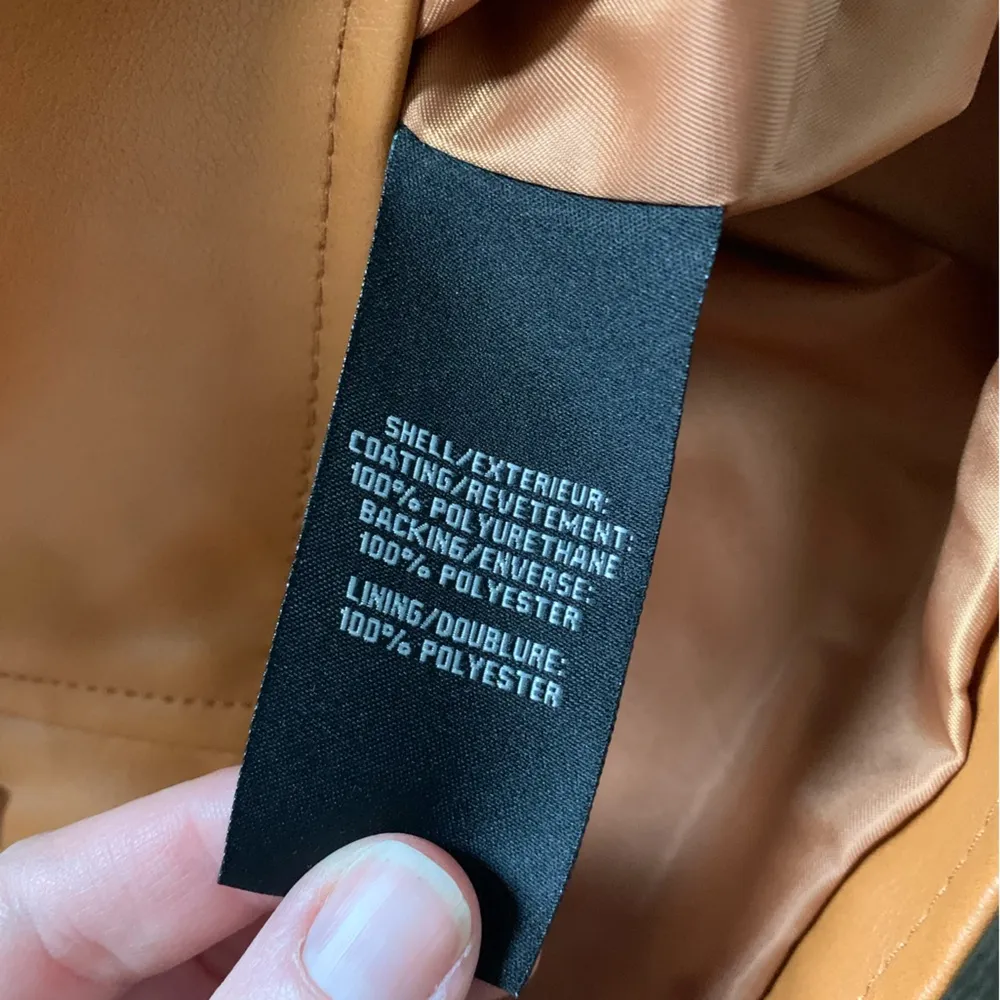 SHELL/EXTERIEUR:
COATING/REVETEMENT:
100% POLYURETHANE
BACKING/ENVERSE:
100% POLYESTER
LINING/DOUBLURE:
100% POLYESTER